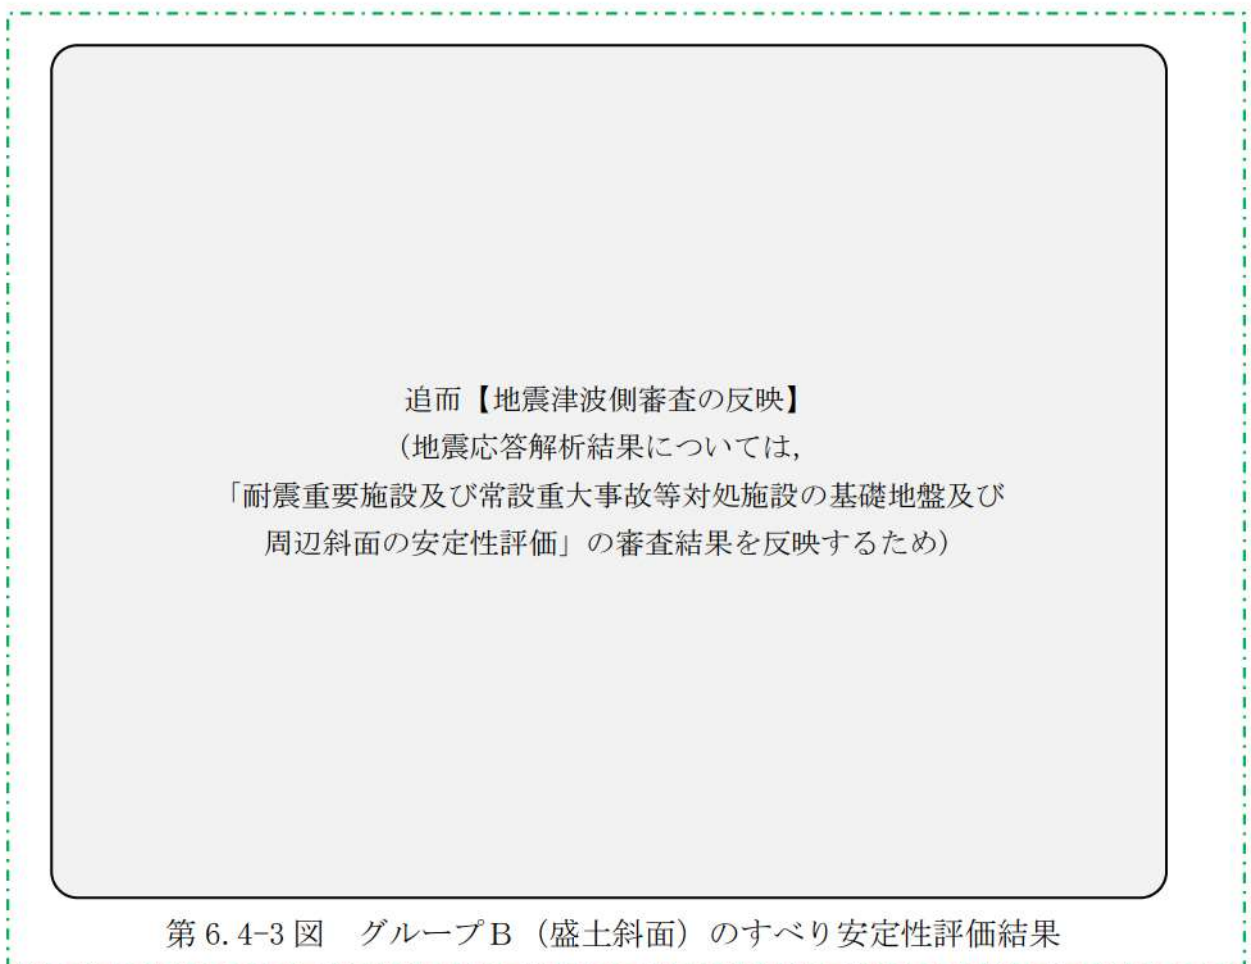 追而【地震津波側審査の反映】
(地震応答解析結果については,
「耐震重要施設及び常設重大事故等対処施設の基礎地盤及び
周辺斜面の安定性評価」の審査結果を反映するため)
第 6.4-3 図　グループB（盛土斜面）のすべり安定性評価結果